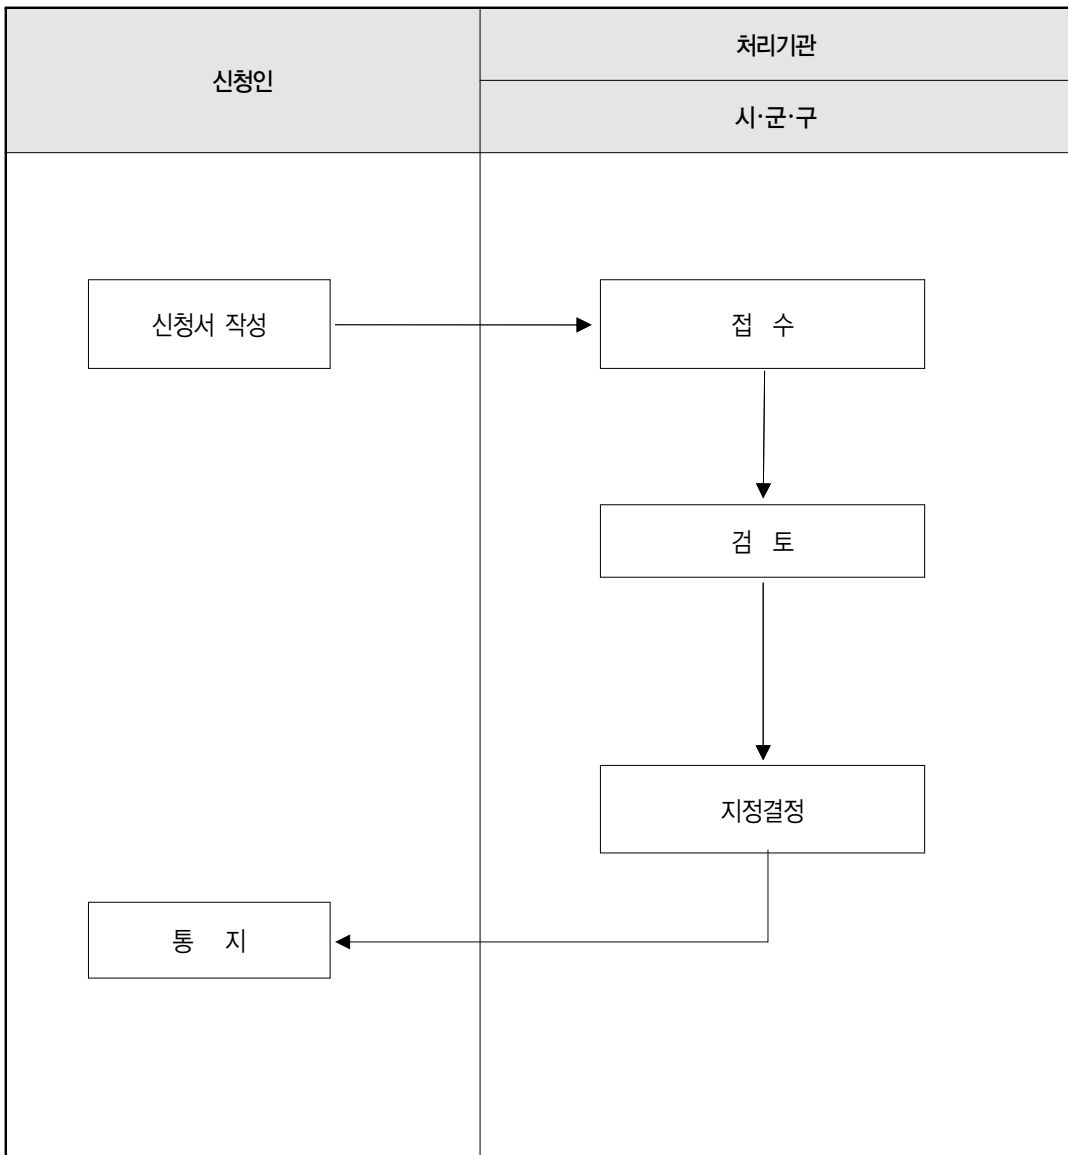 신청인
처리기관
시·군·구
신청서 작성
접 수
검 토
지정결정
통 지